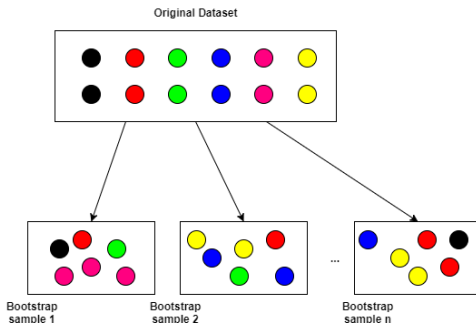 Original Dataset
...
Bootstrap
sample 1
Bootstrap
sample 2
Bootstrap
sample n